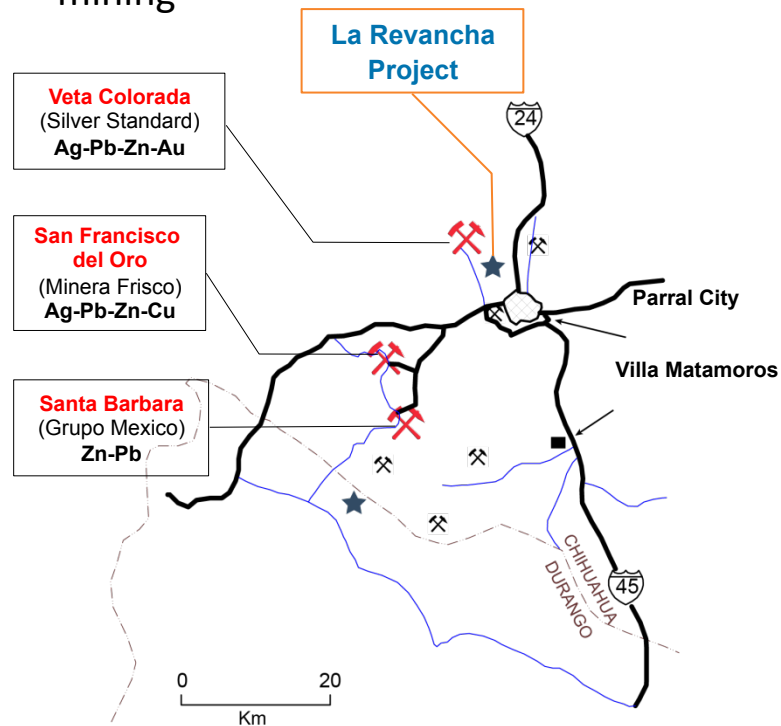 mining
La Revancha
Project
Veta Colorada
(Silver Standard)
Ag-Pb-Zn-Au
24
San Francisco
del Oro
(Minera Frisco)
Ag-Pb-Zn-Cu
Parral City
Villa Matamoros
Santa Barbara
(Grupo Mexico)
Zn-Pb
CHIHUAHUA
DURANGO
45
0 20
Km